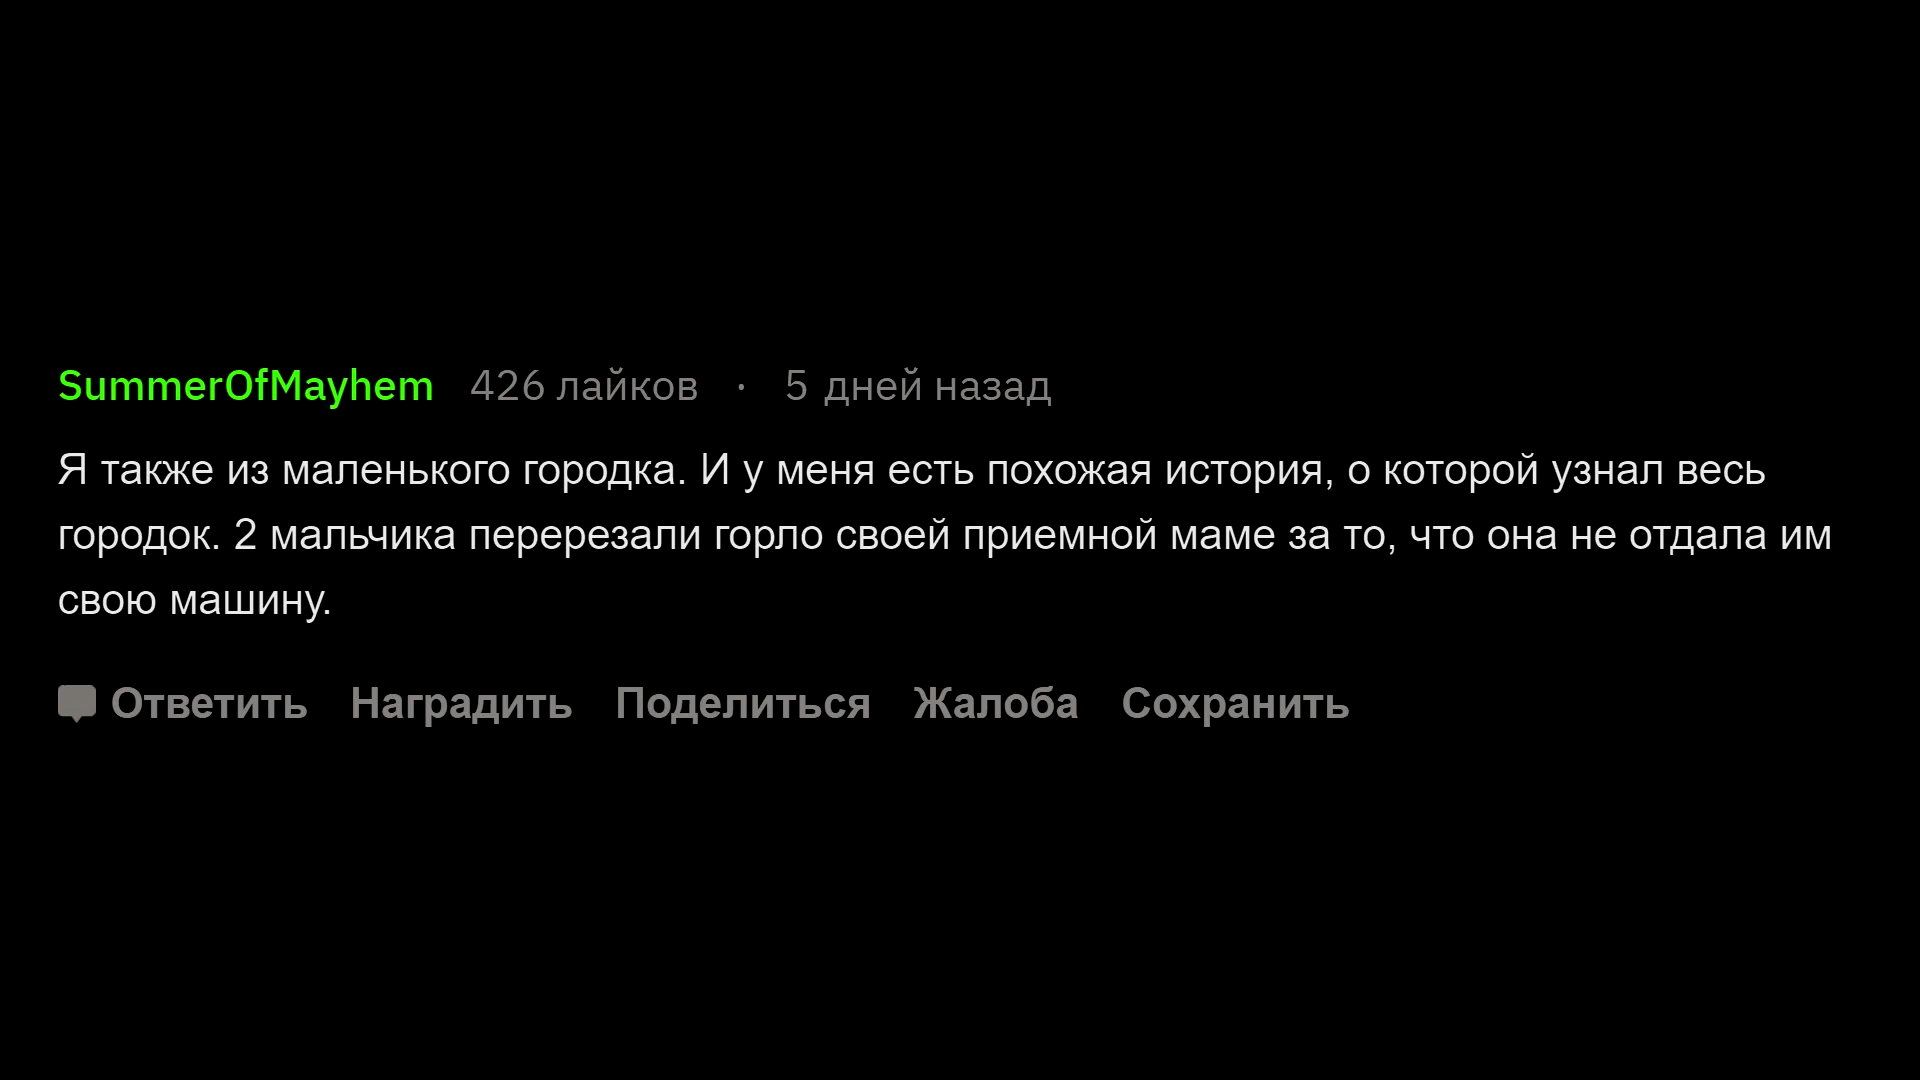 SummerOfMayhem 426 лайков · 5 дней назад
Я также из маленького городка. И у меня есть похожая история, о которой узнал весь
городок. 2 мальчика перерезали горло своей приемной маме за то, что она не отдала им
свою машину.
Ответить Наградить Поделиться Жалоба Сохранить